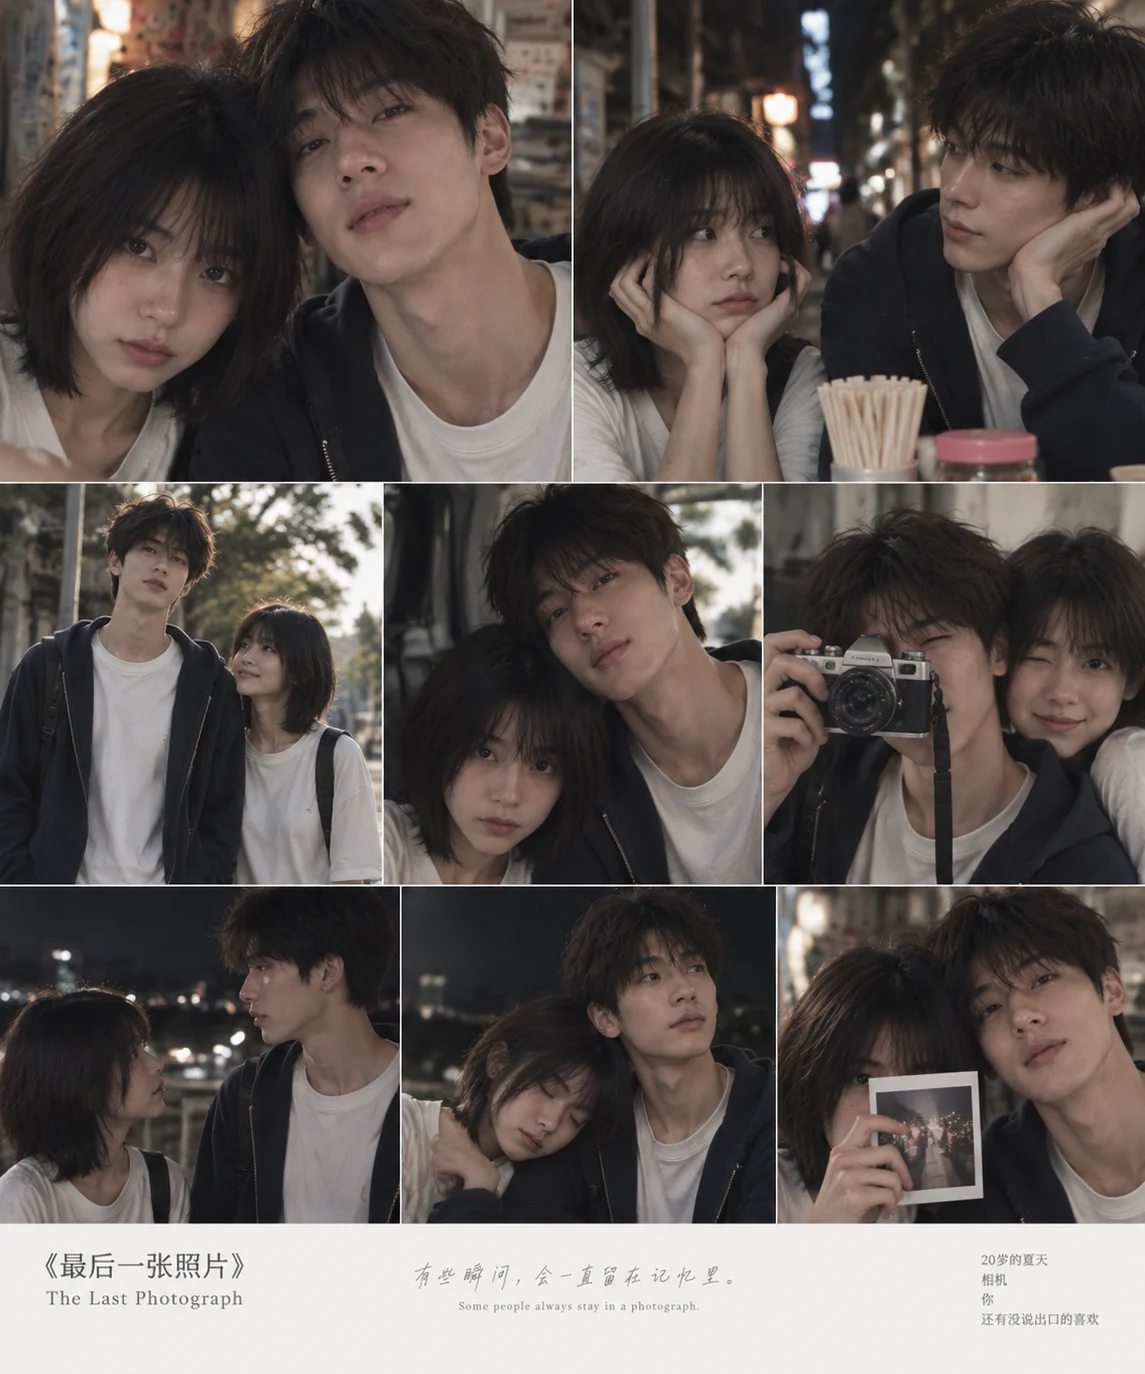 《最后一张照片》
The Last Photograph
有些瞬间，会一直留在记忆里。
Some people always stay in a photograph.
20岁的夏天
相机
你
还有没说出口的喜欢